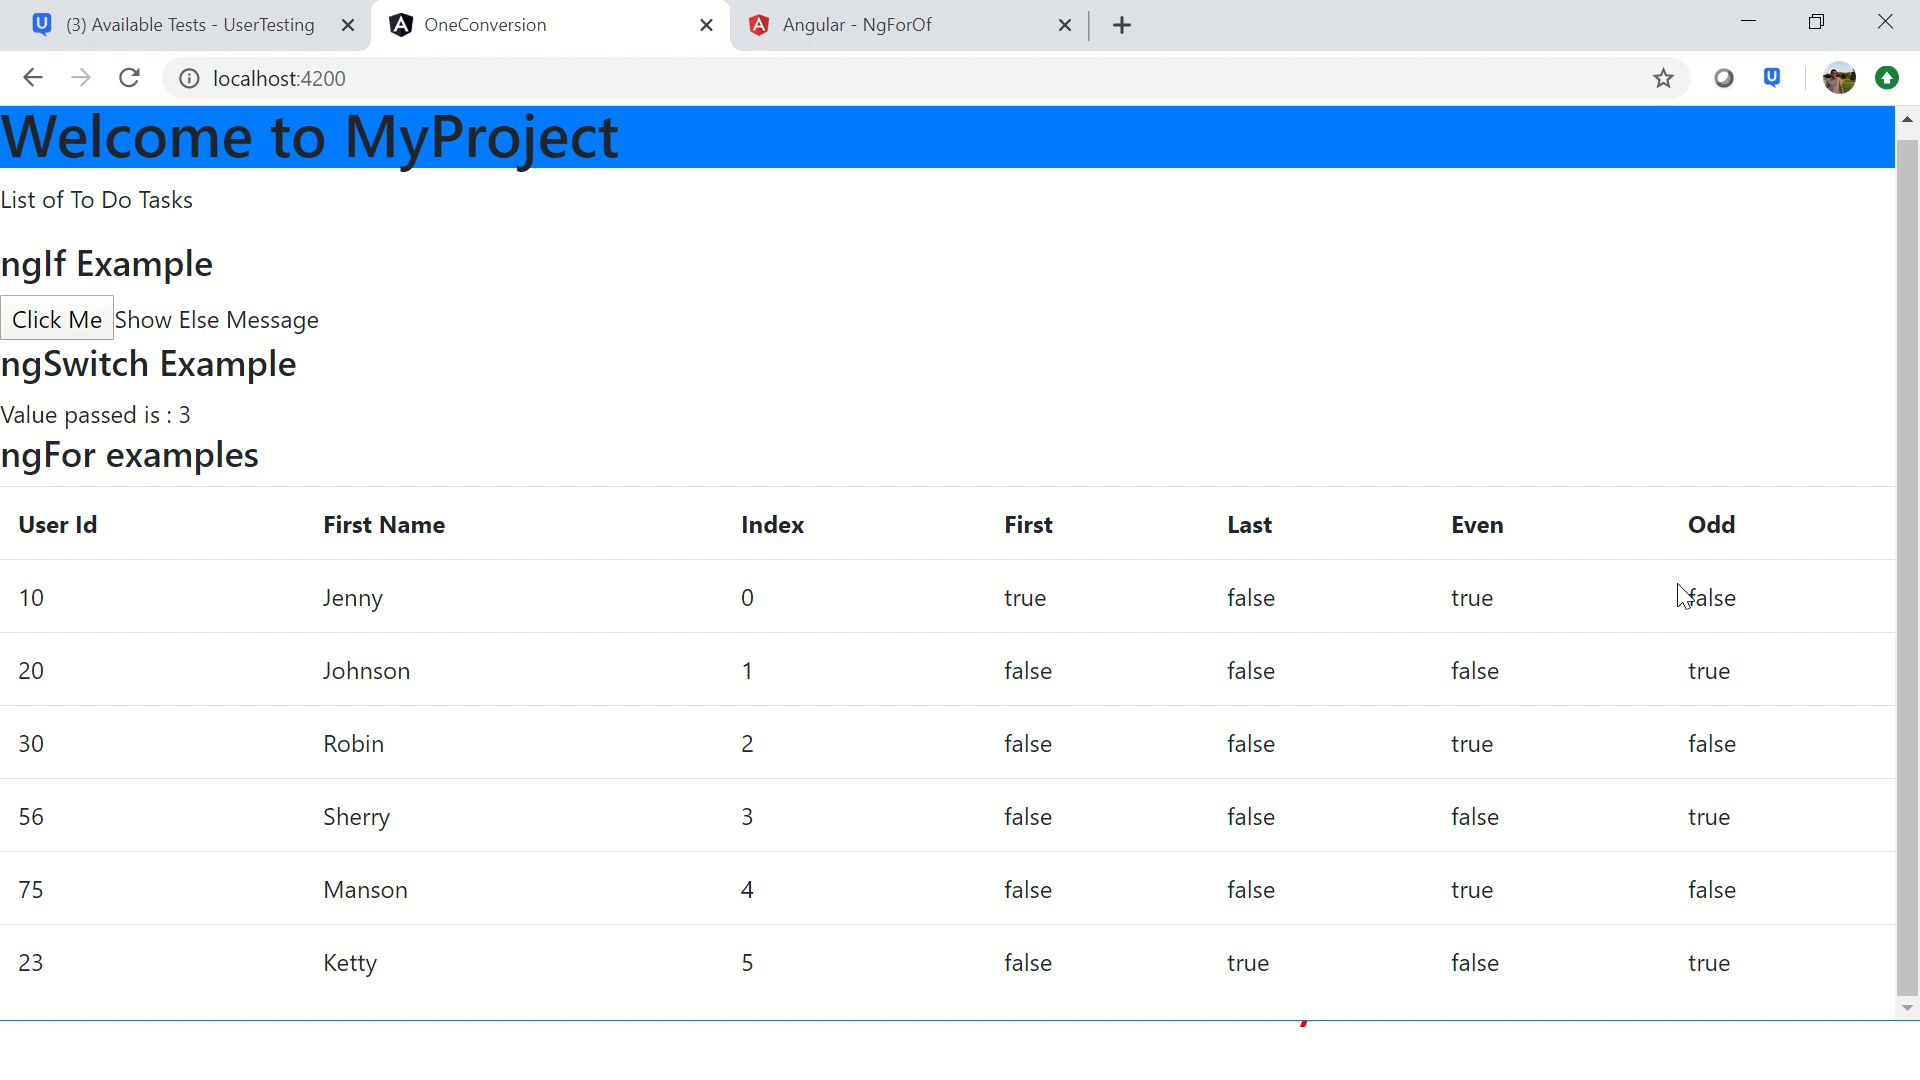 (3) Available Tests - UserTesting
OneConversion
Angular - NgForOf
localhost:4200
Welcome to MyProject
List of To Do Tasks
ngIf Example
Click Me Show Else Message
ngSwitch Example
Value passed is : 3
ngFor examples
User Id First Name Index First Last Even Odd
10 Jenny 0 true false true false
20 Johnson 1 false false false true
30 Robin 2 false false true false
56 Sherry 3 false false false true
75 Manson 4 false false true false
23 Ketty 5 false true false true